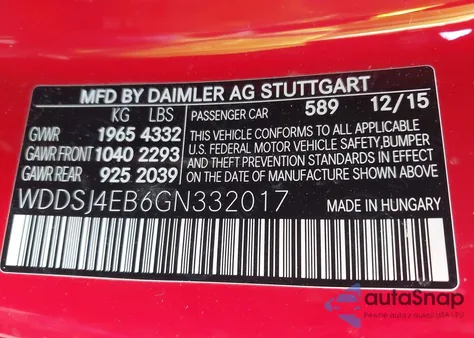 MFD BY DAIMLER AG STUTTGART
KG LBS PASSENGER CAR 589 12/15
GVWR 1965 4332 THIS VEHICLE CONFORMS TO ALL APPLICABLE
GAWR FRONT 1040 2293 U.S. FEDERAL MOTOR VEHICLE SAFETY,BUMPER
GAWR REAR 925 2039 AND THEFT PREVENTION STANDARDS IN EFFECT ON THE
DATE OF MANUFACTURE SHOWN ABOVE.
WDDSJ4EB6GN332017 MADE IN HUNGARY
autoSnap